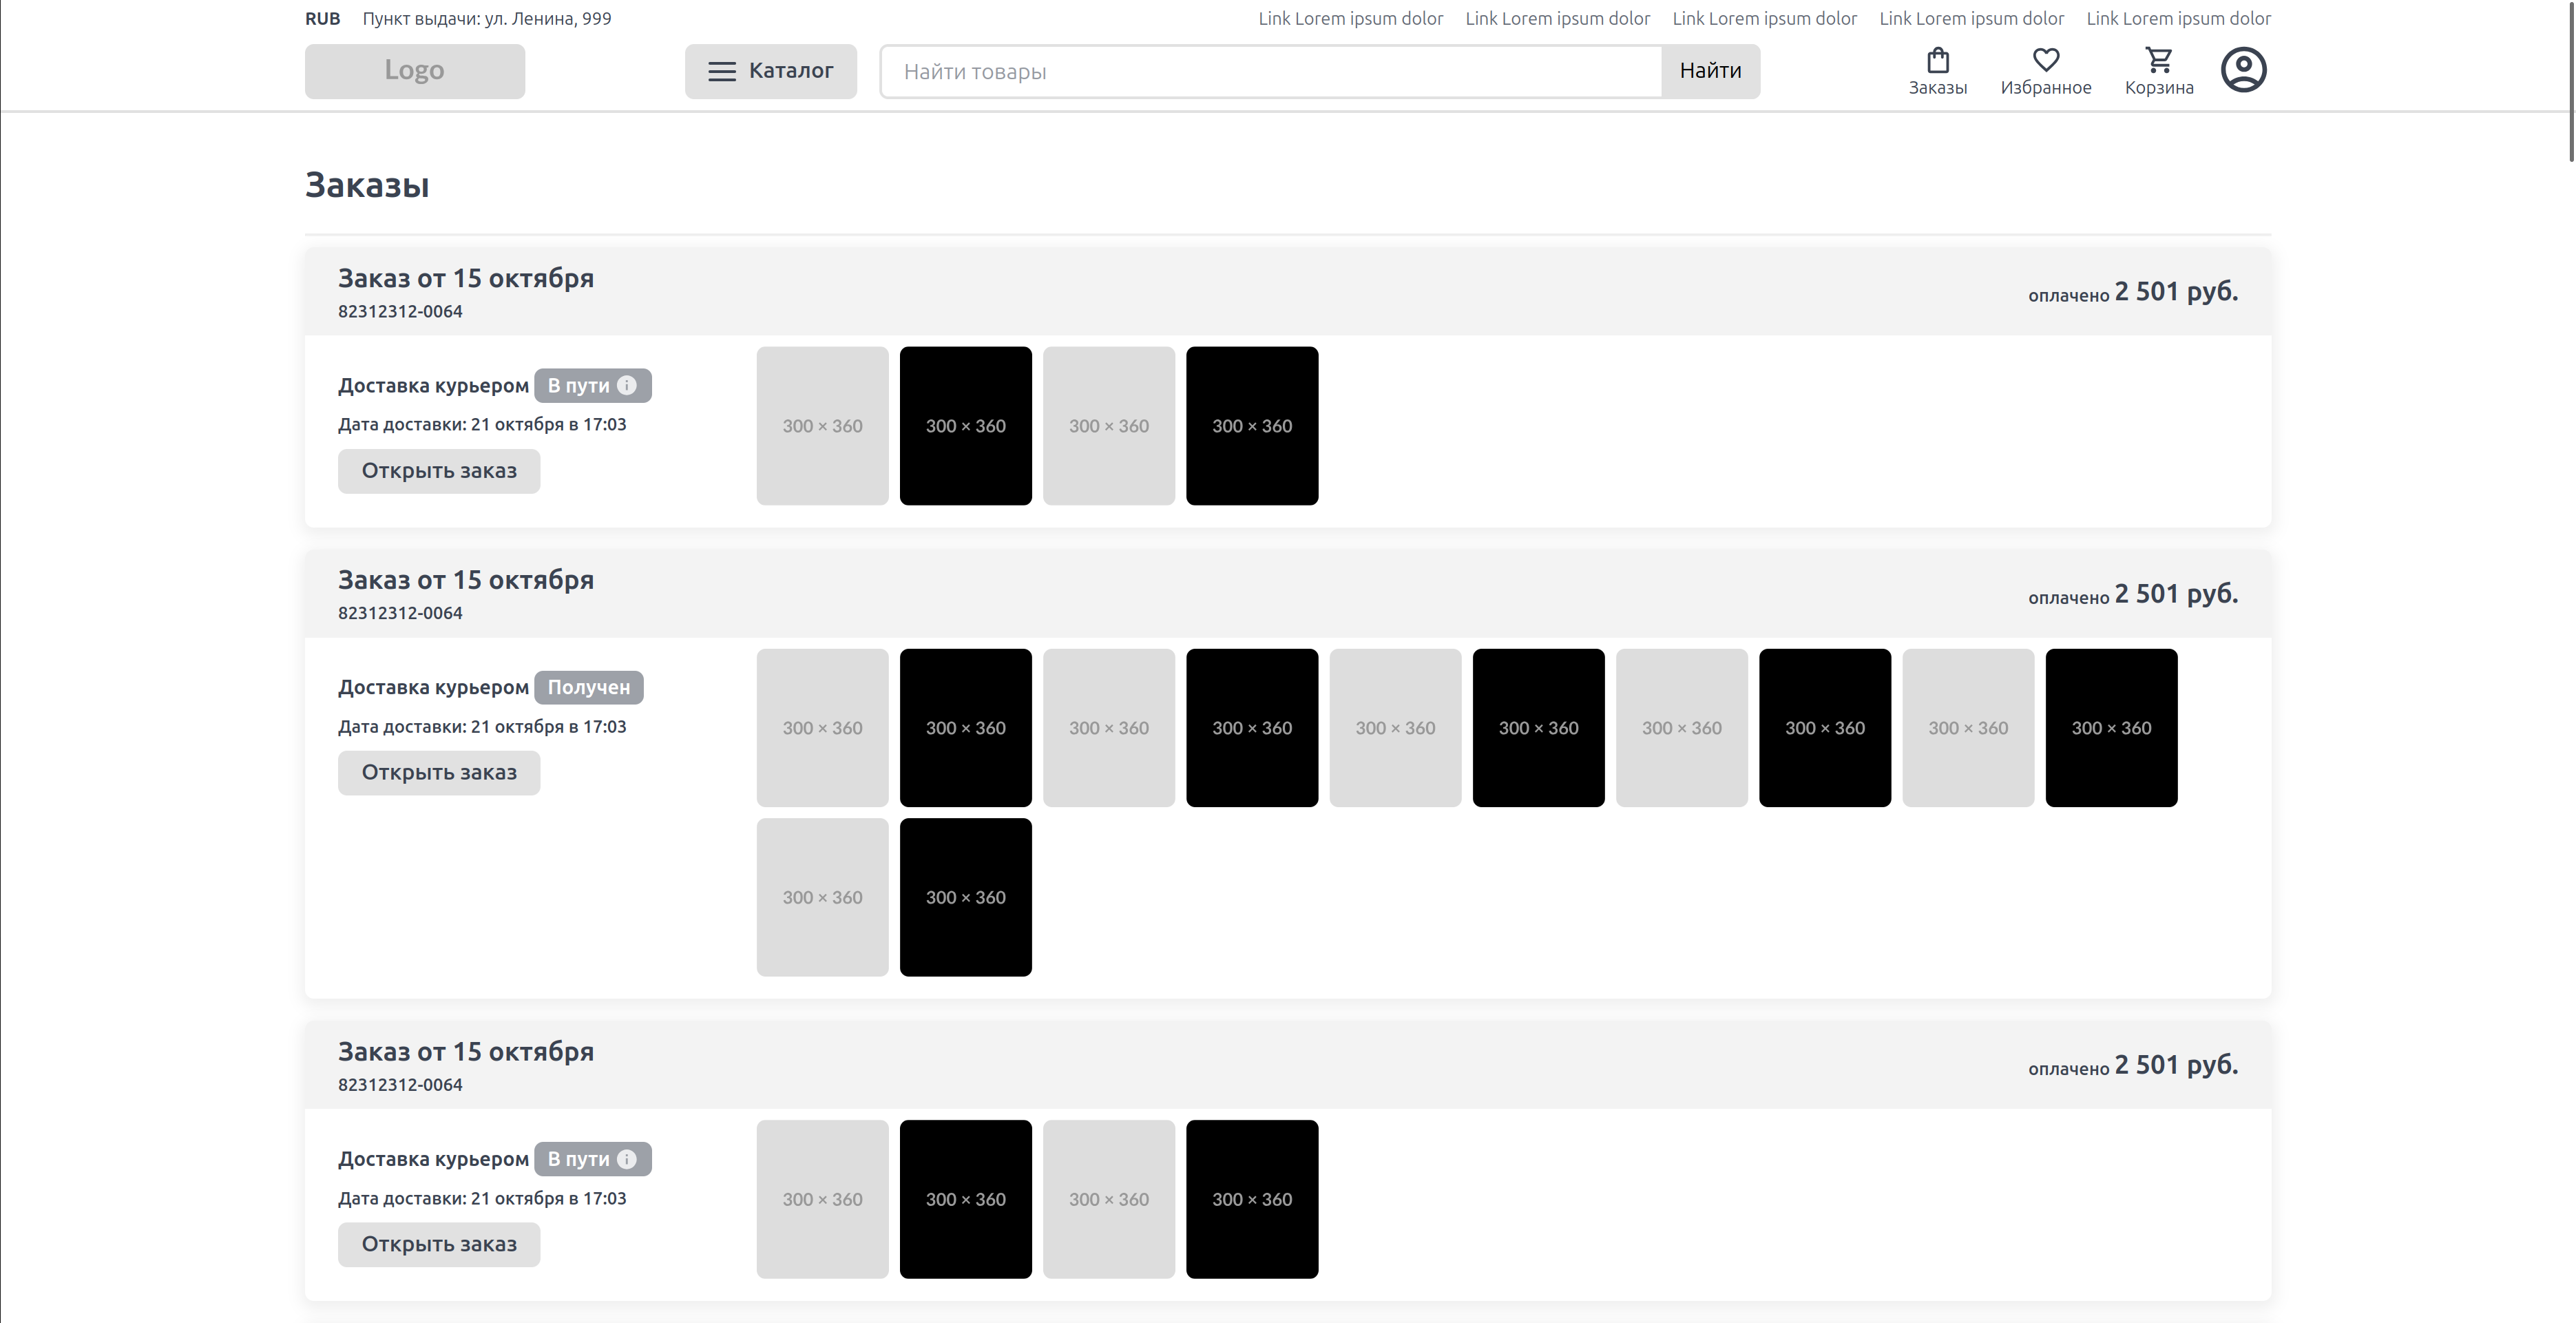 RUB Пункт выдачи: ул. Ленина, 999 Link Lorem ipsum dolor Link Lorem ipsum dolor Link Lorem ipsum dolor Link Lorem ipsum dolor Link Lorem ipsum dolor
Logo Каталог Найти товары Найти Заказы Избранное Корзина
Заказы
Заказ от 15 октября
82312312-0064
оплачено 2 501 руб.
Доставка курьером В пути
Дата доставки: 21 октября в 17:03
Открыть заказ
300 × 360 300 × 360 300 × 360 300 × 360
Заказ от 15 октября
82312312-0064
оплачено 2 501 руб.
Доставка курьером Получен
Дата доставки: 21 октября в 17:03
Открыть заказ
300 × 360 300 × 360 300 × 360 300 × 360 300 × 360 300 × 360 300 × 360 300 × 360 300 × 360 300 × 360
300 × 360 300 × 360
Заказ от 15 октября
82312312-0064
оплачено 2 501 руб.
Доставка курьером В пути
Дата доставки: 21 октября в 17:03
Открыть заказ
300 × 360 300 × 360 300 × 360 300 × 360